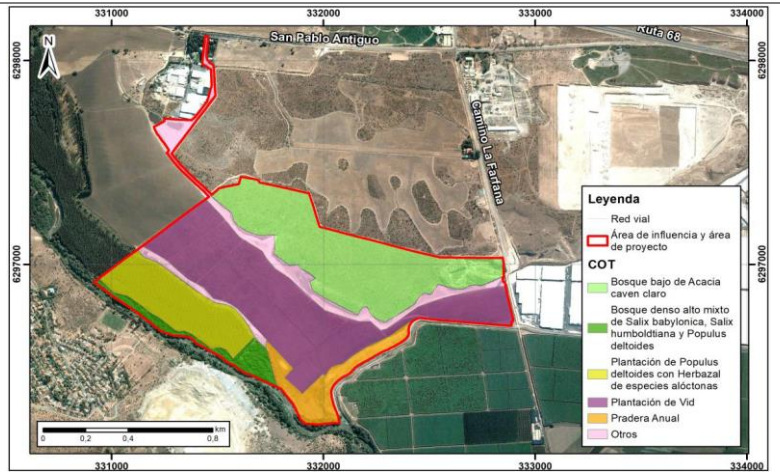 331000
332000
333000
334000
San Pablo Antiguo
Ruta 68
N
6298000
6298000
Camino La Farfana
Leyenda
Red vial
Área de influencia y área
de proyecto
COT
6297000
6297000
Bosque bajo de Acacia
caven claro
Bosque denso alto mixto
de Salix babylonica, Salix
humboldtiana y Populus
deltoides
Plantación de Populus
deltoides con Herbazal
de especies alóctonas
Plantación de Vid
Pradera Anual
Otros
km
0 0,2 0,4 0,8
331000
332000
333000
334000